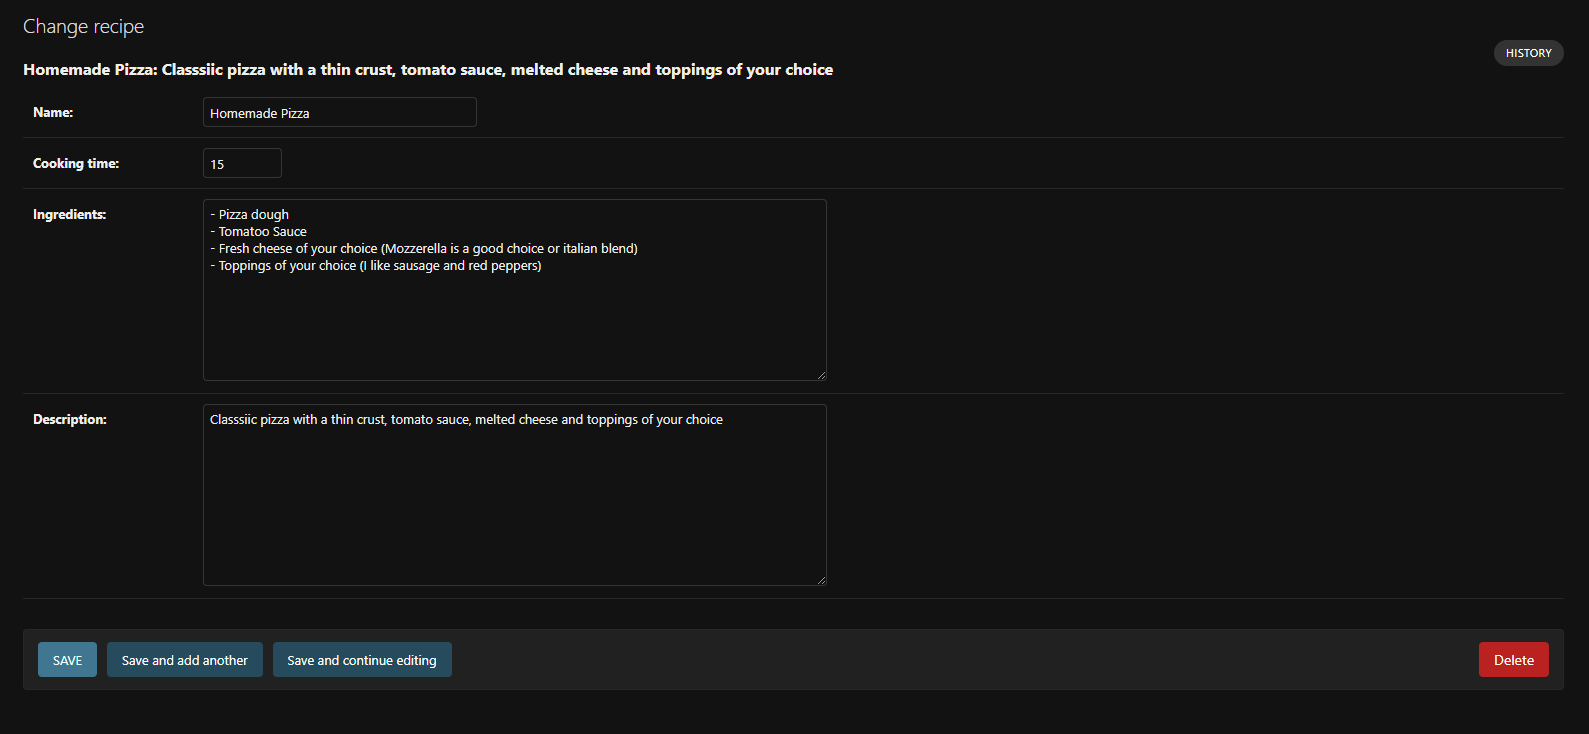 Change recipe
HISTORY
Homemade Pizza: Classsiic pizza with a thin crust, tomato sauce, melted cheese and toppings of your choice
Name:
Homemade Pizza
Cooking time:
15
Ingredients:
- Pizza dough
- Tomatoo Sauce
- Fresh cheese of your choice (Mozzerella is a good choice or italian blend)
- Toppings of your choice (I like sausage and red peppers)
Description:
Classsiic pizza with a thin crust, tomato sauce, melted cheese and toppings of your choice
SAVE
Save and add another
Save and continue editing
Delete